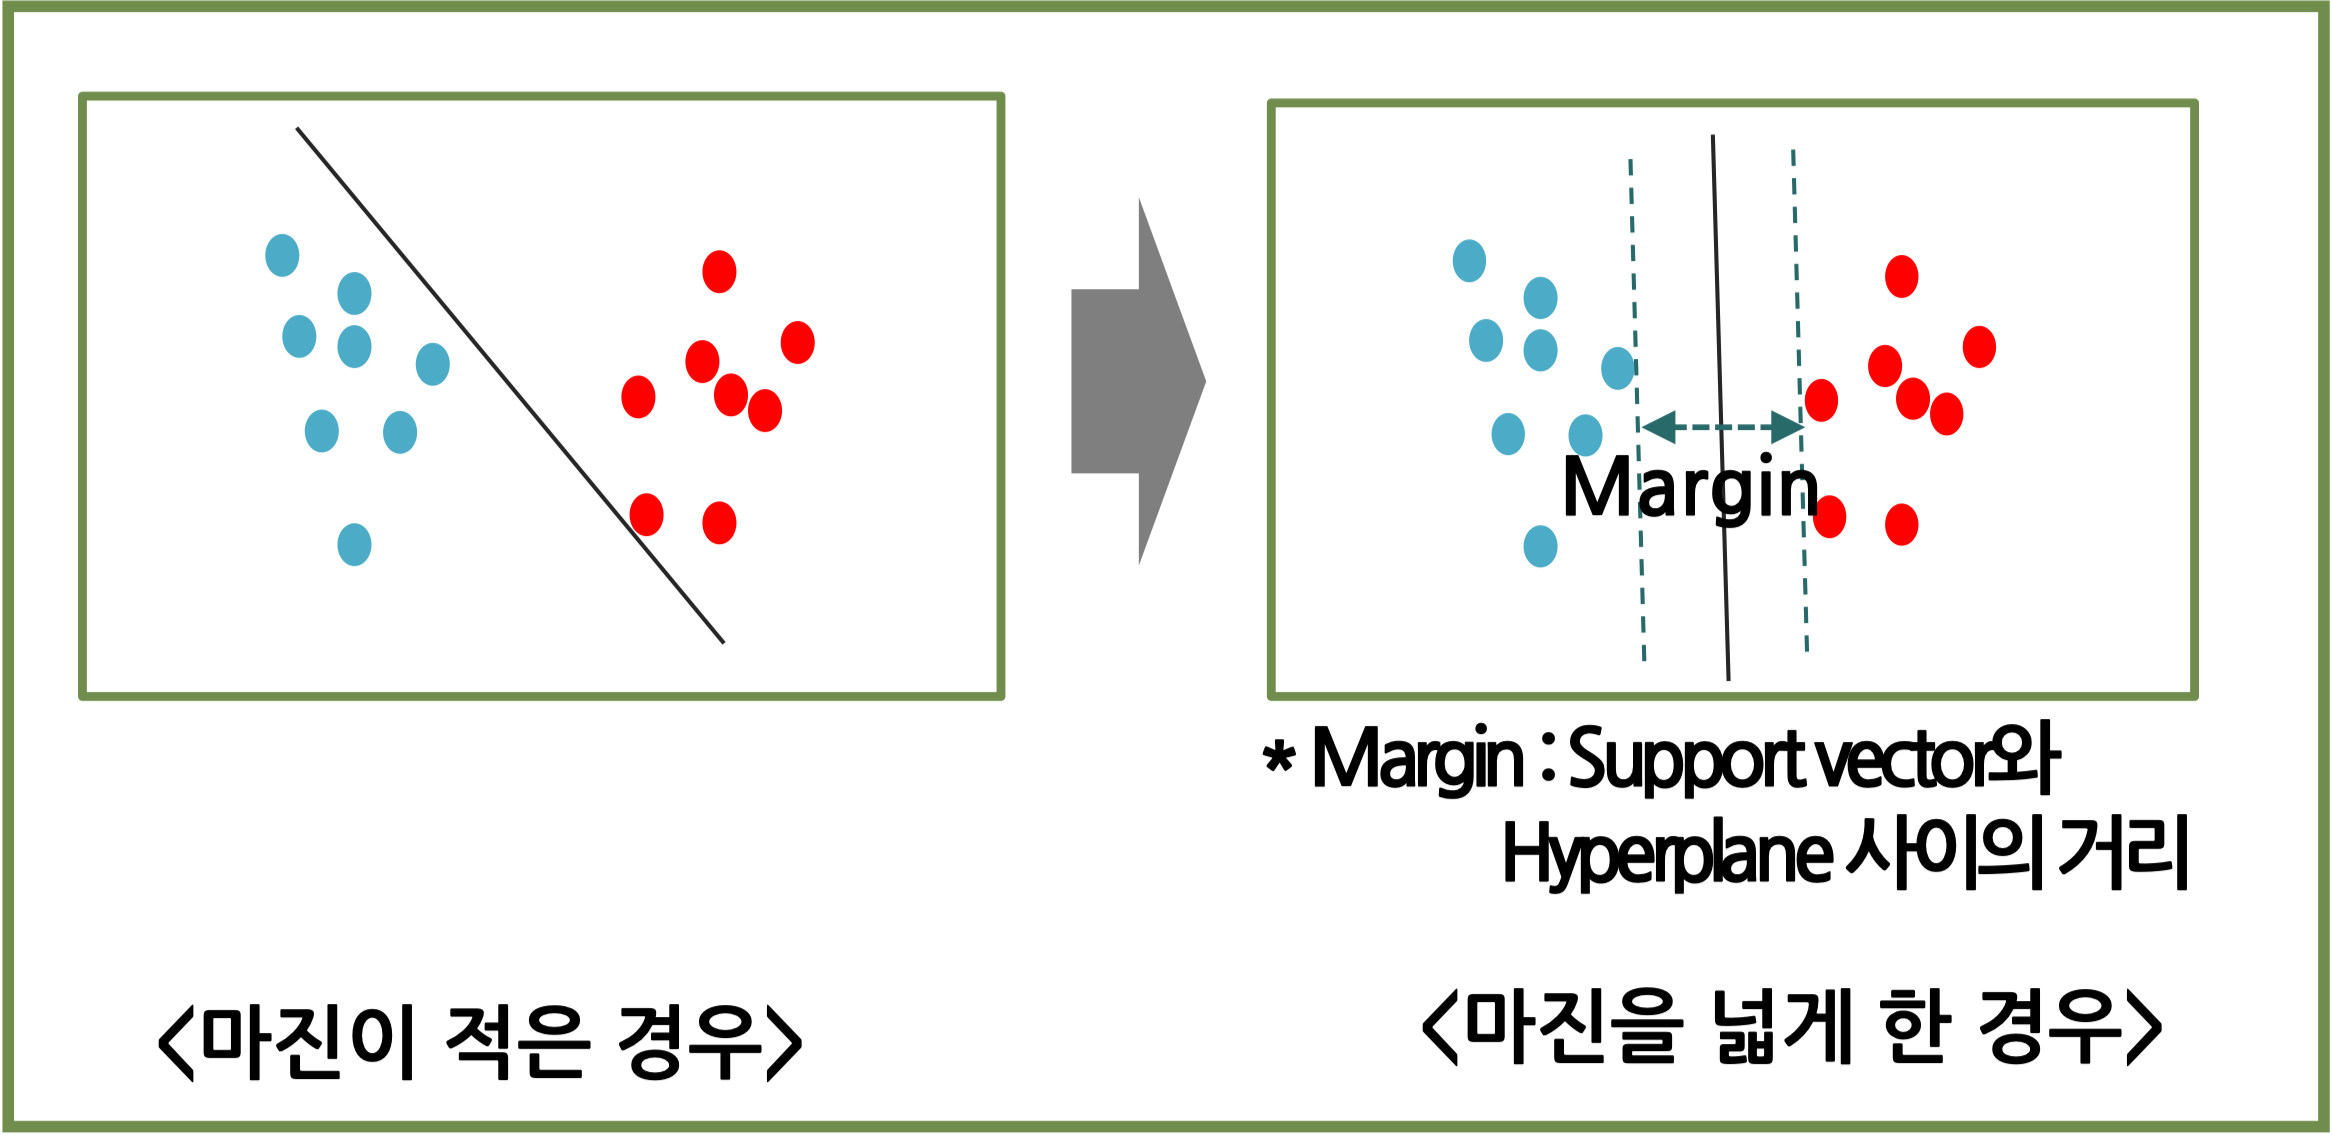 Margin
* Margin : Support vector와
Hyperplane 사이의 거리
<마진이 적은 경우>
<마진을 넓게 한 경우>